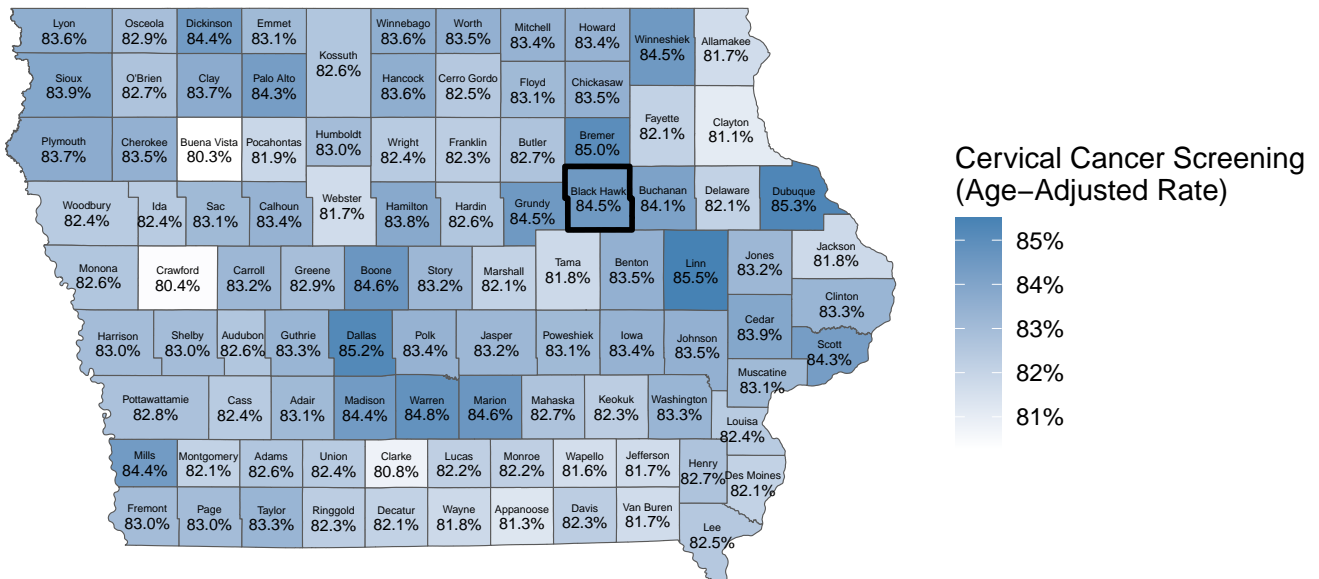 Lyon
83.6%
Osceola
82.9%
Dickinson
84.4%
Emmet
83.1%
Kossuth
82.6%
Winnebago
83.6%
Worth
83.5%
Mitchell
83.4%
Howard
83.4%
Winneshiek
84.5%
Allamakee
81.7%
Sioux
83.9%
O'Brien
82.7%
Clay
83.7%
Palo Alto
84.3%
Hancock
83.6%
Cerro Gordo
82.5%
Floyd
83.1%
Chickasaw
83.5%
Fayette
82.1%
Clayton
81.1%
Plymouth
83.7%
Cherokee
83.5%
Buena Vista
80.3%
Pocahontas
81.9%
Humboldt
83.0%
Wright
82.4%
Franklin
82.3%
Butler
82.7%
Bremer
85.0%
Woodbury
82.4%
Ida
82.4%
Sac
83.1%
Calhoun
83.4%
Webster
81.7%
Hamilton
83.8%
Hardin
82.6%
Grundy
84.5%
Black Hawk
84.5%
Buchanan
84.1%
Delaware
82.1%
Dubuque
85.3%
Monona
82.6%
Crawford
80.4%
Carroll
83.2%
Greene
82.9%
Boone
84.6%
Story
83.2%
Marshall
82.1%
Tama
81.8%
Benton
83.5%
Linn
85.5%
Jones
83.2%
Jackson
81.8%
Clinton
83.3%
Harrison
83.0%
Shelby
83.0%
Audubon
82.6%
Guthrie
83.3%
Dallas
85.2%
Polk
83.4%
Jasper
83.2%
Poweshiek
83.1%
Iowa
83.4%
Johnson
83.5%
Cedar
83.9%
Scott
84.3%
Muscatine
83.1%
Pottawattamie
82.8%
Cass
82.4%
Adair
83.1%
Madison
84.4%
Warren
84.8%
Marion
84.6%
Mahaska
82.7%
Keokuk
82.3%
Washington
83.3%
Louisa
82.4%
Mills
84.4%
Montgomery
82.1%
Adams
82.6%
Union
82.4%
Clarke
80.8%
Lucas
82.2%
Monroe
82.2%
Wapello
81.6%
Jefferson
81.7%
Henry
82.7%
Des Moines
82.1%
Fremont
83.0%
Page
83.0%
Taylor
83.3%
Ringgold
82.3%
Decatur
82.1%
Wayne
81.8%
Appanoose
81.3%
Davis
82.3%
Van Buren
81.7%
Lee
82.5%
Cervical Cancer Screening
(Age−Adjusted Rate)
85%
84%
83%
82%
81%